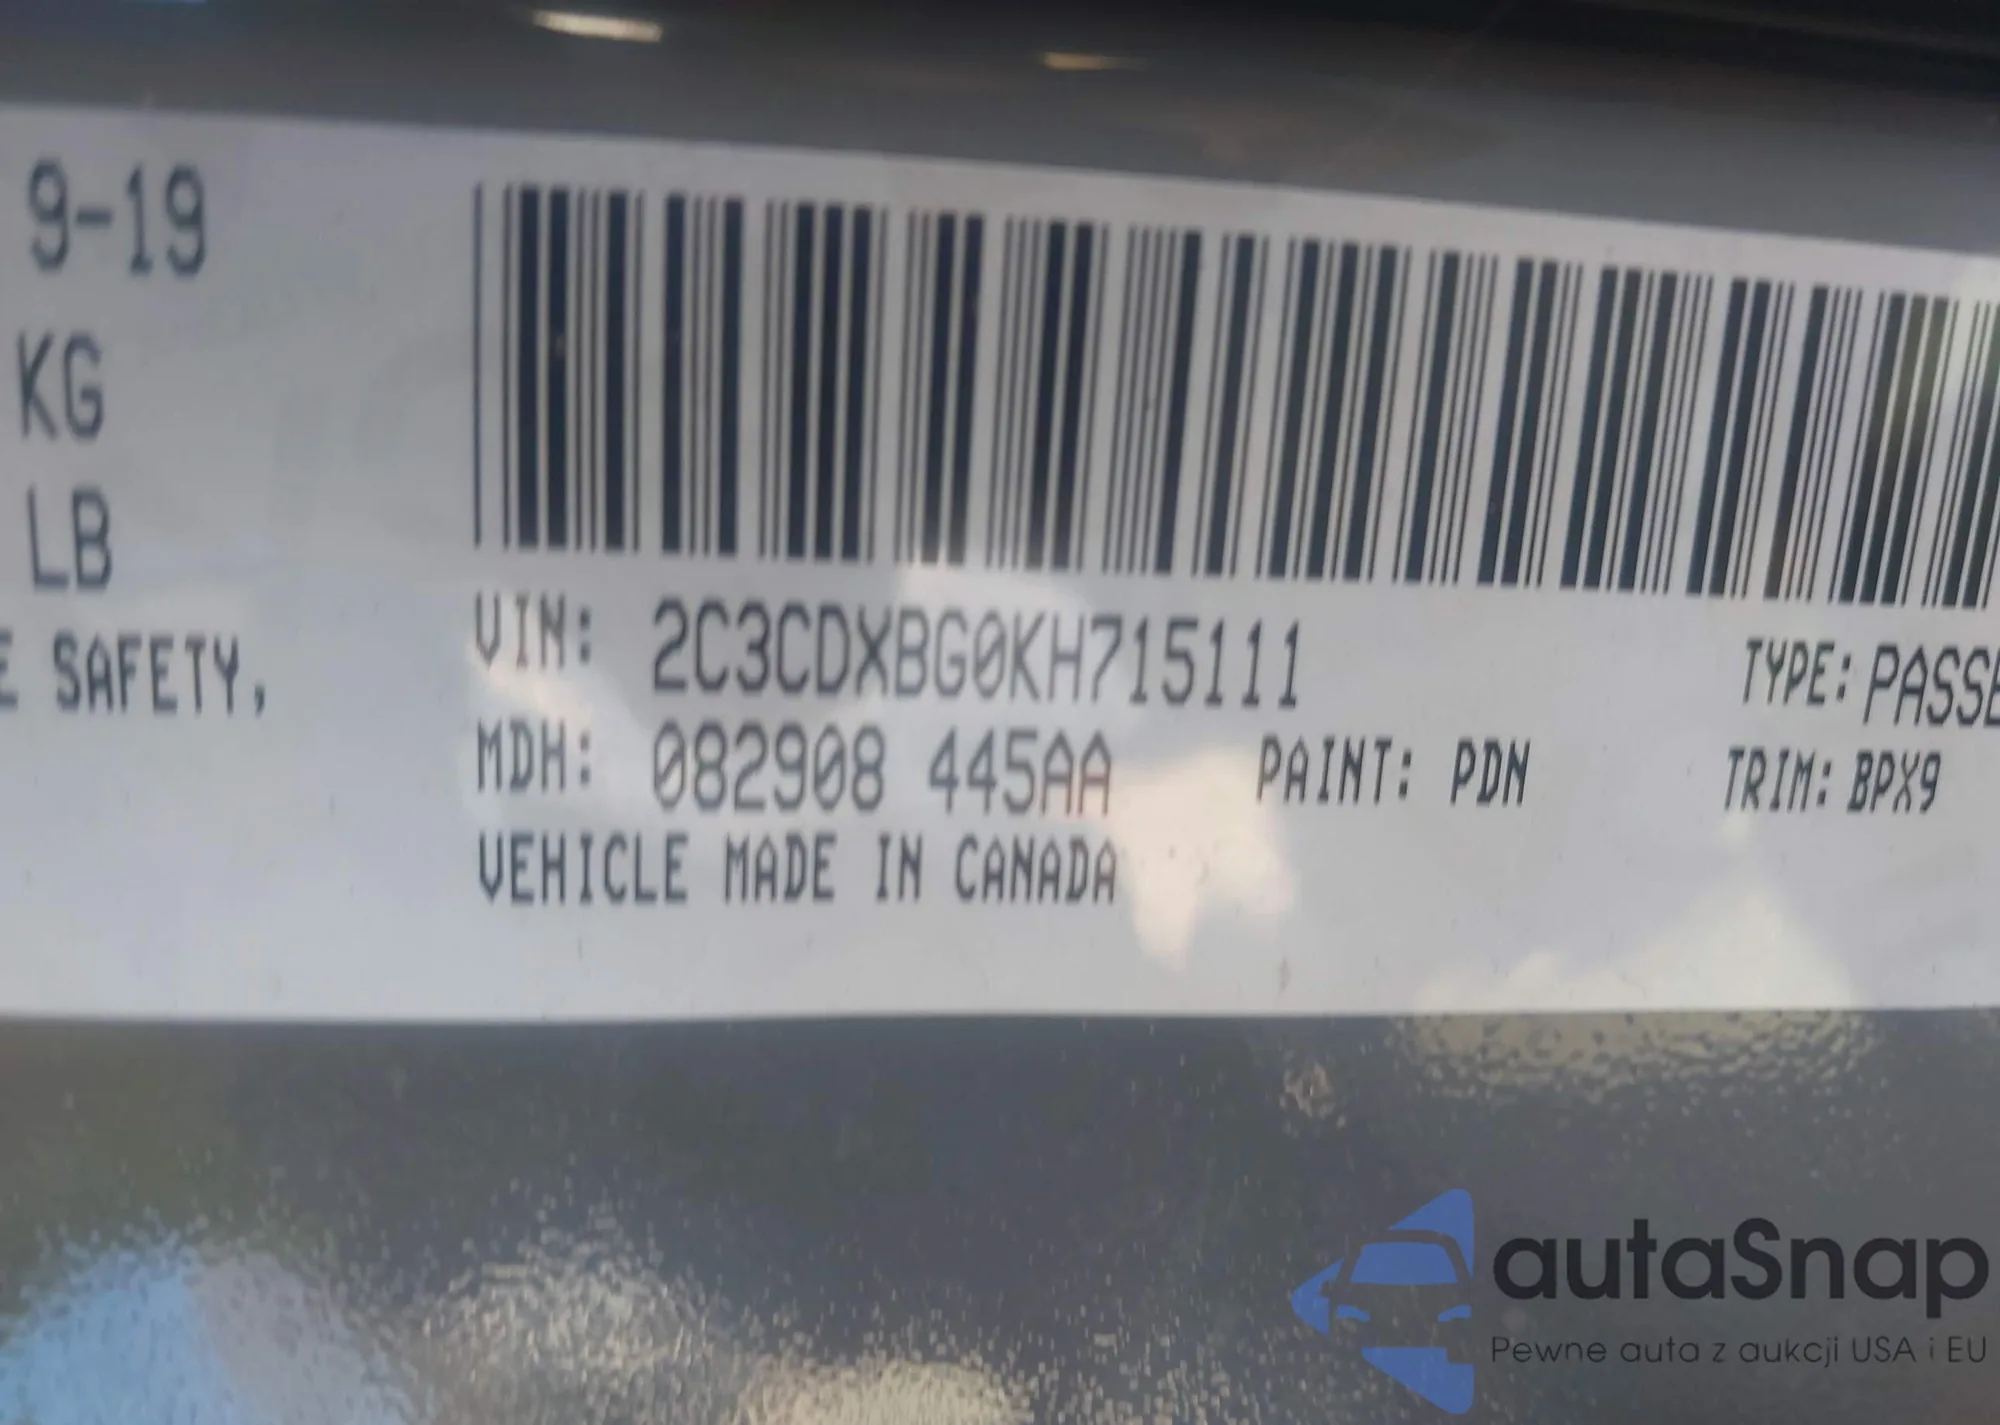 9-19
KG
LB
E SAFETY,
VIN: 2C3CDXBG0KH715111
TYPE: PASSE
MDH: 082908 445AA
PAINT: PDN
TRIM: BPX9
VEHICLE MADE IN CANADA
autaSnap
Pewne auta z aukcji USA i EU